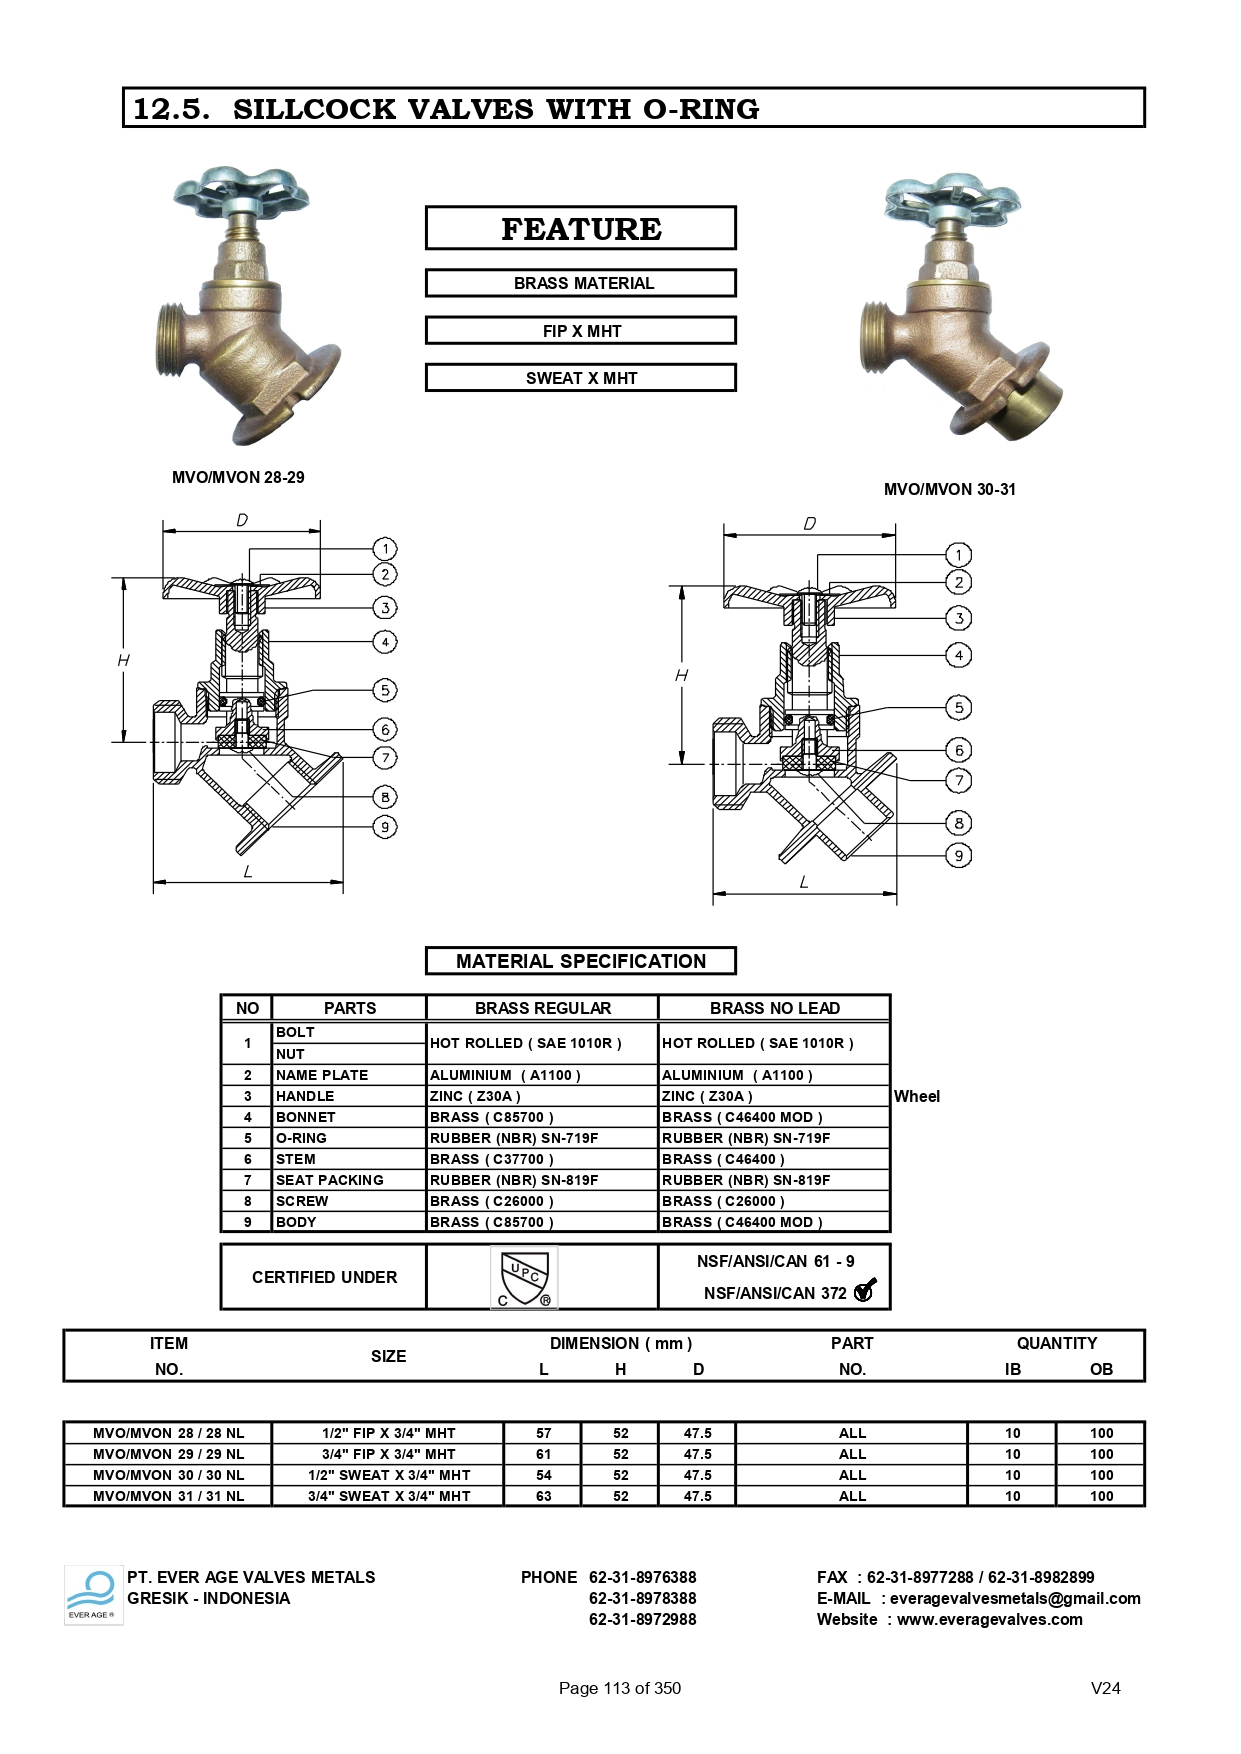 12.5. SILLCOCK VALVES WITH O-RING
FEATURE
BRASS MATERIAL
FIP X MHT
SWEAT X MHT
MVO/MVON 28-29
MVO/MVON 30-31
D
1
2
3
4
5
6
7
8
9
H
L
D
1
2
3
4
5
6
7
8
9
H
L
MATERIAL SPECIFICATION
NO PARTS BRASS REGULAR BRASS NO LEAD
1 BOLT HOT ROLLED ( SAE 1010R ) HOT ROLLED ( SAE 1010R )
NUT
2 NAME PLATE ALUMINIUM ( A1100 ) ALUMINIUM ( A1100 )
3 HANDLE ZINC ( Z30A ) ZINC ( Z30A ) Wheel
4 BONNET BRASS ( C85700 ) BRASS ( C46400 MOD )
5 O-RING RUBBER (NBR) SN-719F RUBBER (NBR) SN-719F
6 STEM BRASS ( C37700 ) BRASS ( C46400 )
7 SEAT PACKING RUBBER (NBR) SN-819F RUBBER (NBR) SN-819F
8 SCREW BRASS ( C26000 ) BRASS ( C26000 )
9 BODY BRASS ( C85700 ) BRASS ( C46400 MOD )
CERTIFIED UNDER
UPC
C ®
NSF/ANSI/CAN 61 - 9
NSF/ANSI/CAN 372
ITEM SIZE DIMENSION ( mm ) PART QUANTITY
NO. L H D NO. IB OB
MVO/MVON 28 / 28 NL 1/2" FIP X 3/4" MHT 57 52 47.5 ALL 10 100
MVO/MVON 29 / 29 NL 3/4" FIP X 3/4" MHT 61 52 47.5 ALL 10 100
MVO/MVON 30 / 30 NL 1/2" SWEAT X 3/4" MHT 54 52 47.5 ALL 10 100
MVO/MVON 31 / 31 NL 3/4" SWEAT X 3/4" MHT 63 52 47.5 ALL 10 100
EVER AGE ®
PT. EVER AGE VALVES METALS PHONE 62-31-8976388 FAX : 62-31-8977288 / 62-31-8982899
GRESIK - INDONESIA 62-31-8978388 E-MAIL : everagevalvesmetals@gmail.com
62-31-8972988 Website : www.everagevalves.com
Page 113 of 350 V24